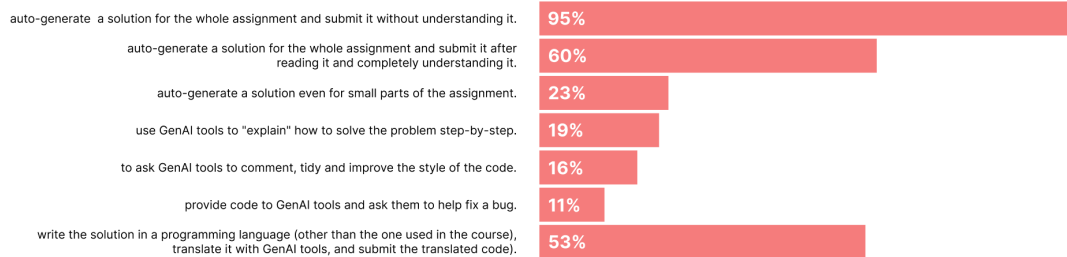 auto-generate  a solution for the whole assignment and submit it without understanding it.
95%
auto-generate a solution for the whole assignment and submit it after
reading it and completely understanding it.
60%
auto-generate a solution even for small parts of the assignment.
23%
use GenAI tools to "explain" how to solve the problem step-by-step.
19%
to ask GenAI tools to comment, tidy and improve the style of the code.
16%
provide code to GenAI tools and ask them to help fix a bug.
11%
write the solution in a programming language (other than the one used in the course),
translate it with GenAI tools, and submit the translated code).
53%